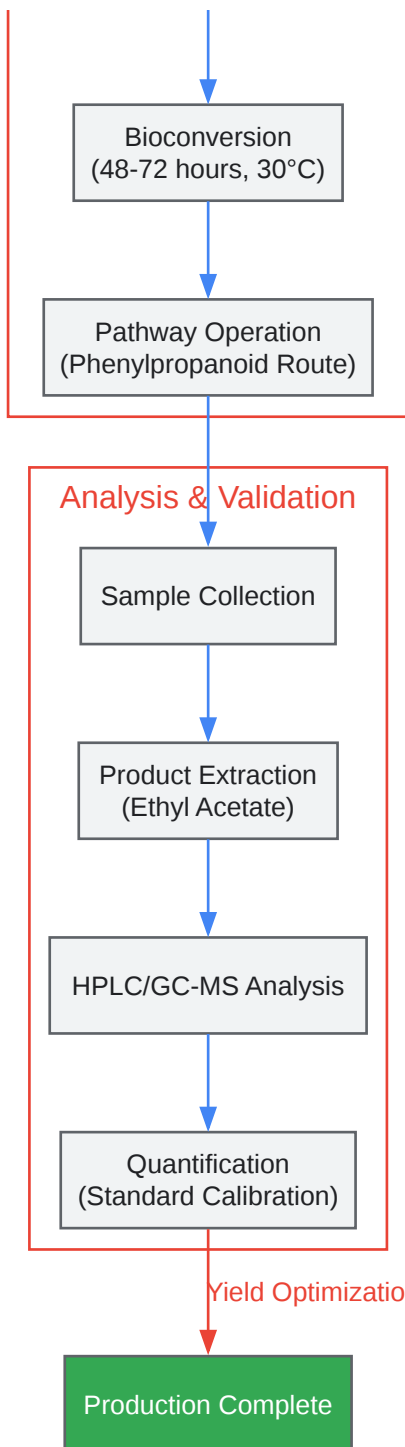 Bioconversion
(48-72 hours, 30°C)
Pathway Operation
(Phenylpropanoid Route)
Analysis & Validation
Sample Collection
Product Extraction
(Ethyl Acetate)
HPLC/GC-MS Analysis
Quantification
(Standard Calibration)
Yield Optimizatio
Production Complete